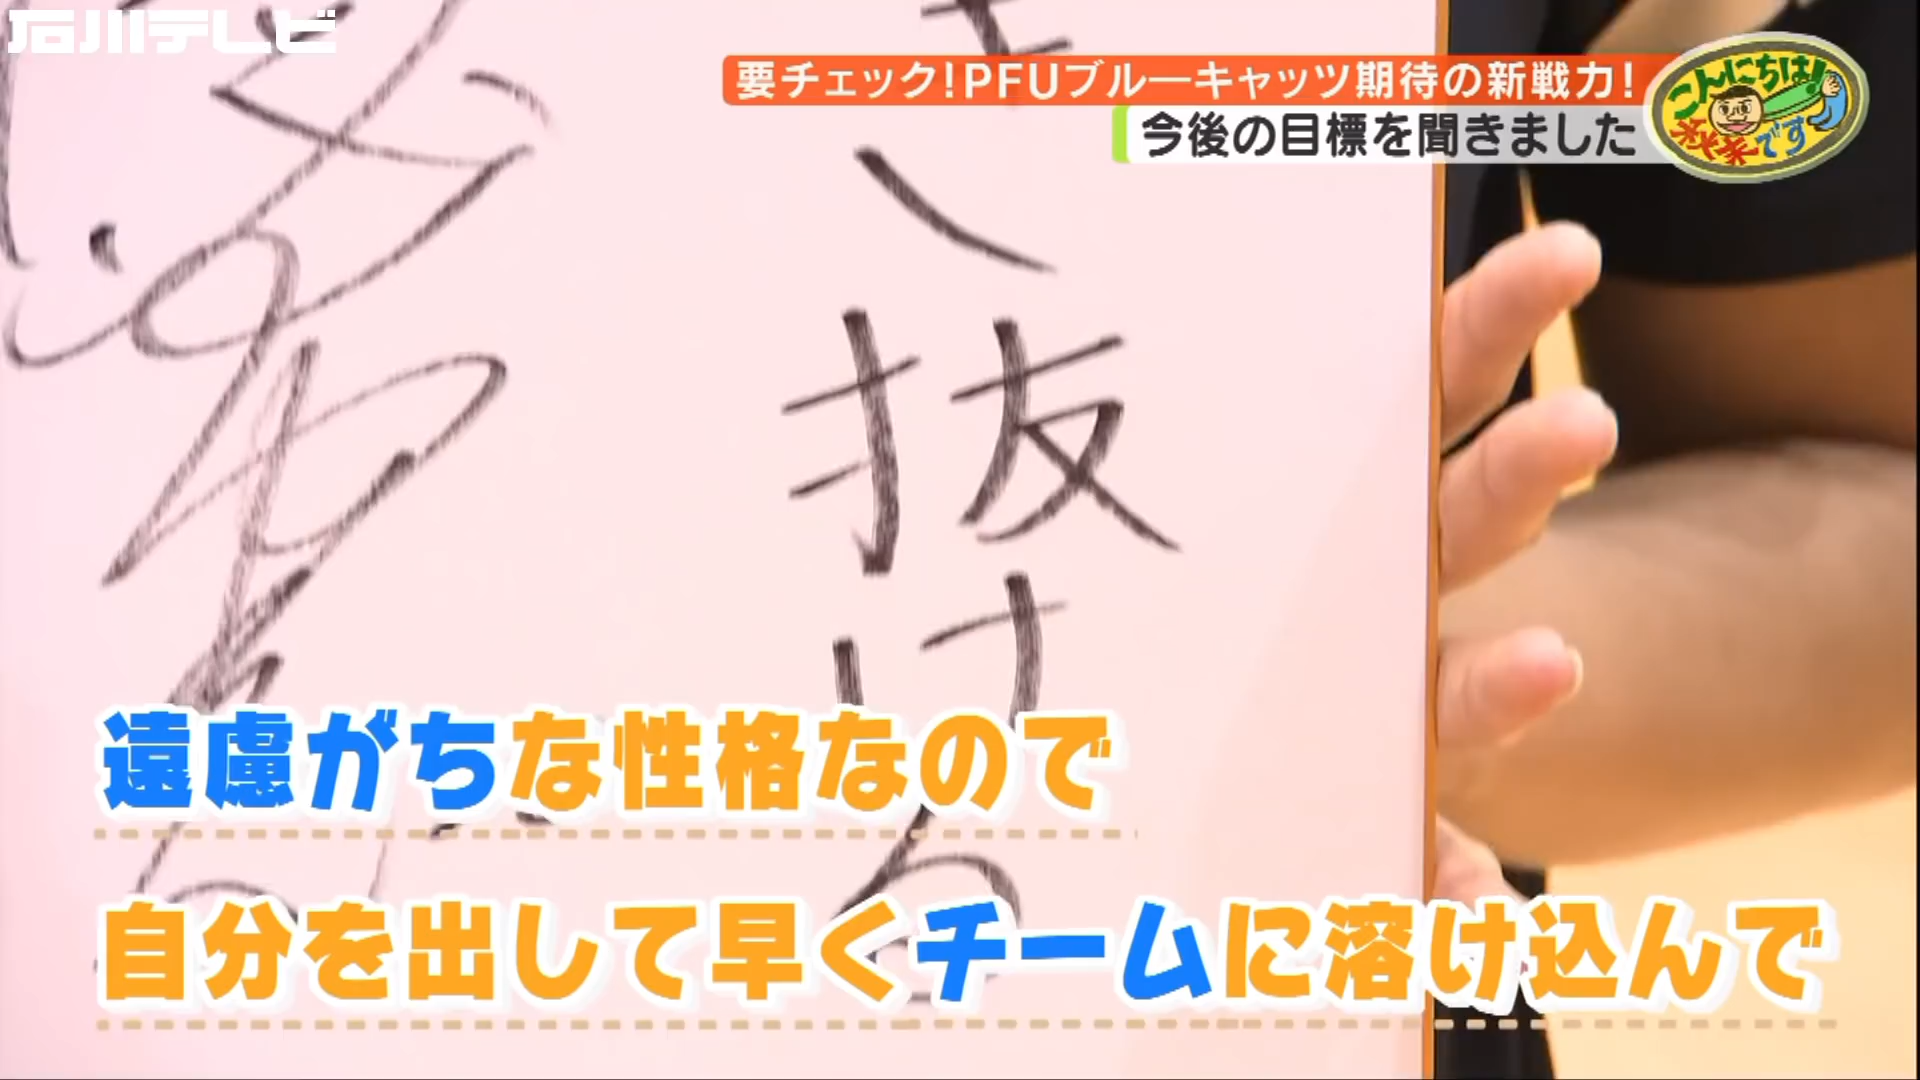 石川テレビ
要チェック!PFUブルーキャッツ期待の新戦力!
今後の目標を聞きました
こんにちは!
です
抜ける
遠慮がちな性格なので
自分を出して早くチームに溶け込んで